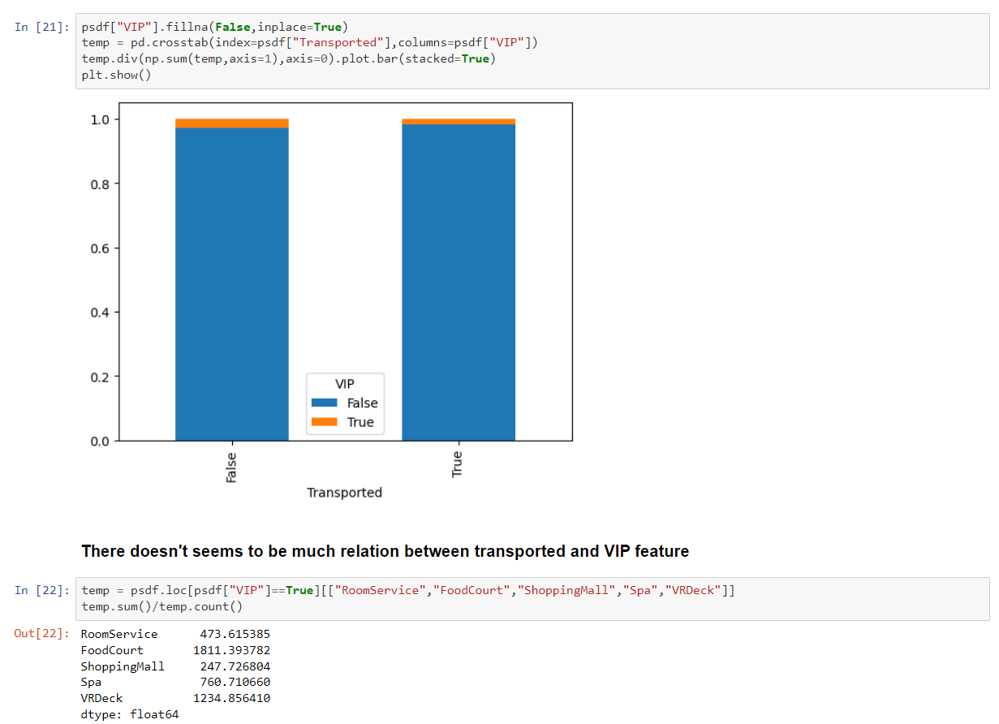 In [21]: psdf["VIP"].fillna(False,inplace=True)
temp = pd.crosstab(index=psdf["Transported"],columns=psdf["VIP"])
temp.div(np.sum(temp,axis=1),axis=0).plot.bar(stacked=True)
plt.show()
1.0
0.8
0.6
0.4
0.2
0.0
VIP
False
True
False
True
Transported
There doesn't seems to be much relation between transported and VIP feature
In [22]: temp = psdf.loc[psdf["VIP"]==True][["RoomService","FoodCourt","ShoppingMall","Spa","VRDeck"]]
temp.sum()/temp.count()
Out[22]: RoomService 473.615385
FoodCourt 1811.393782
ShoppingMall 247.726804
Spa 760.710660
VRDeck 1234.856410
dtype: float64